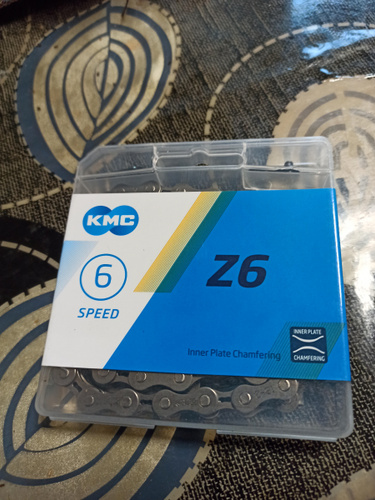 KMC
6
SPEED
Z6
Inner Plate Chamfering
INNER PLATE
CHAMFERING